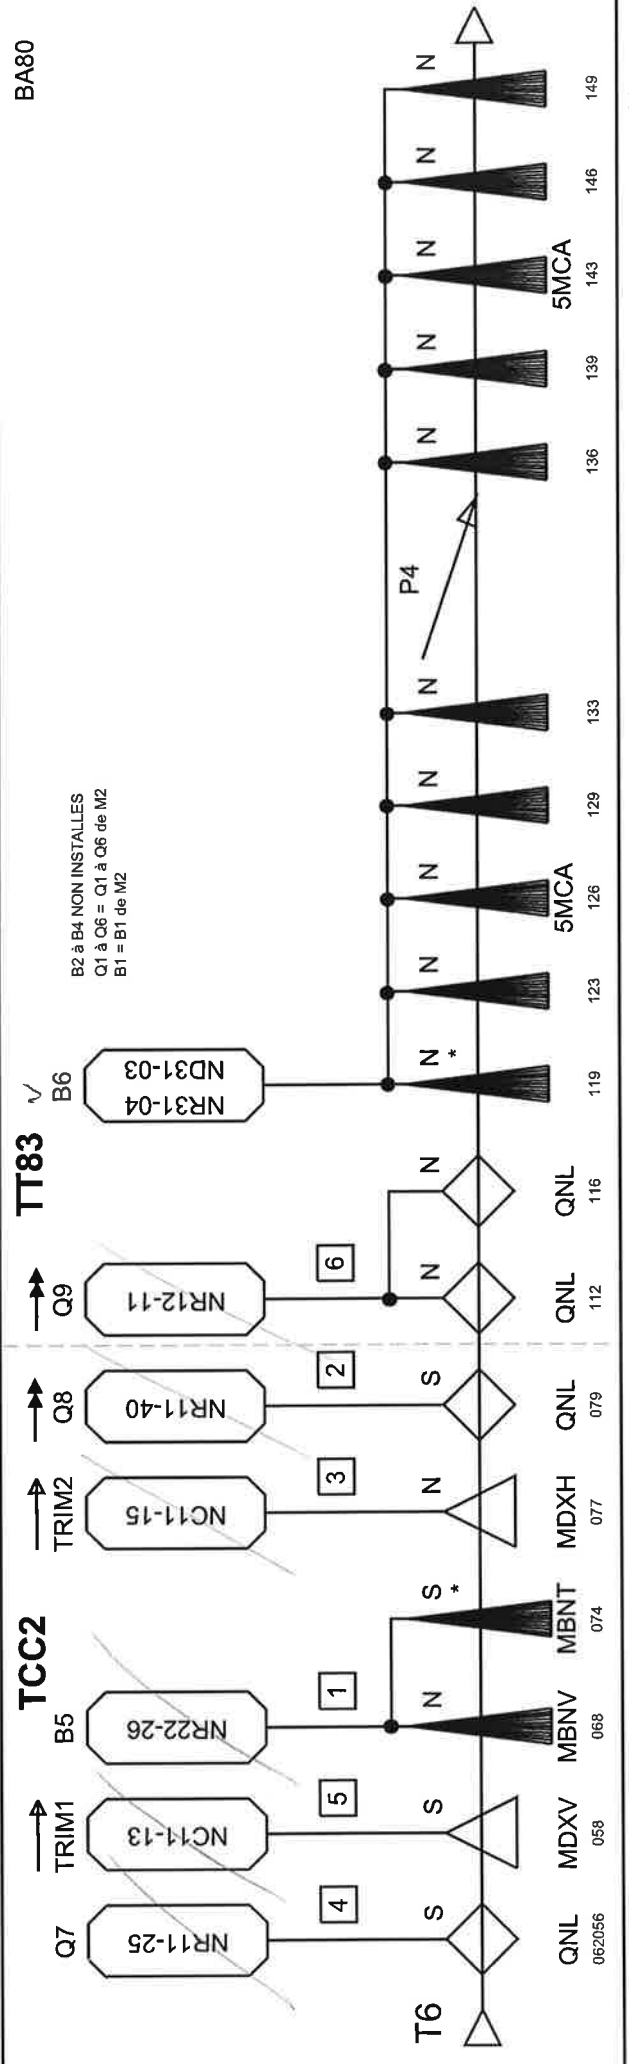 BA80
TCC2
TT83
Q7
TRIM1
B5
TRIM2
Q8
Q9
B6
B2 à B4 NON INSTALLES
Q1 à Q6 = Q1 à Q6 de M2
B1 = B1 de M2
NR11-25
NC11-13
NR22-26
NC11-15
NR11-40
NR12-11
NR31-04
ND31-03
4
5
1
3
2
6
P4
T6
S
S
N
S
*
N
S
N
N
N
*
N
N
N
N
N
N
N
N
N
QNL
MDXV
MBNV
MBNT
MDXH
QNL
QNL
QNL
5MCA
5MCA
062056
058
068
074
077
079
112
116
119
123
126
129
133
136
139
143
146
149